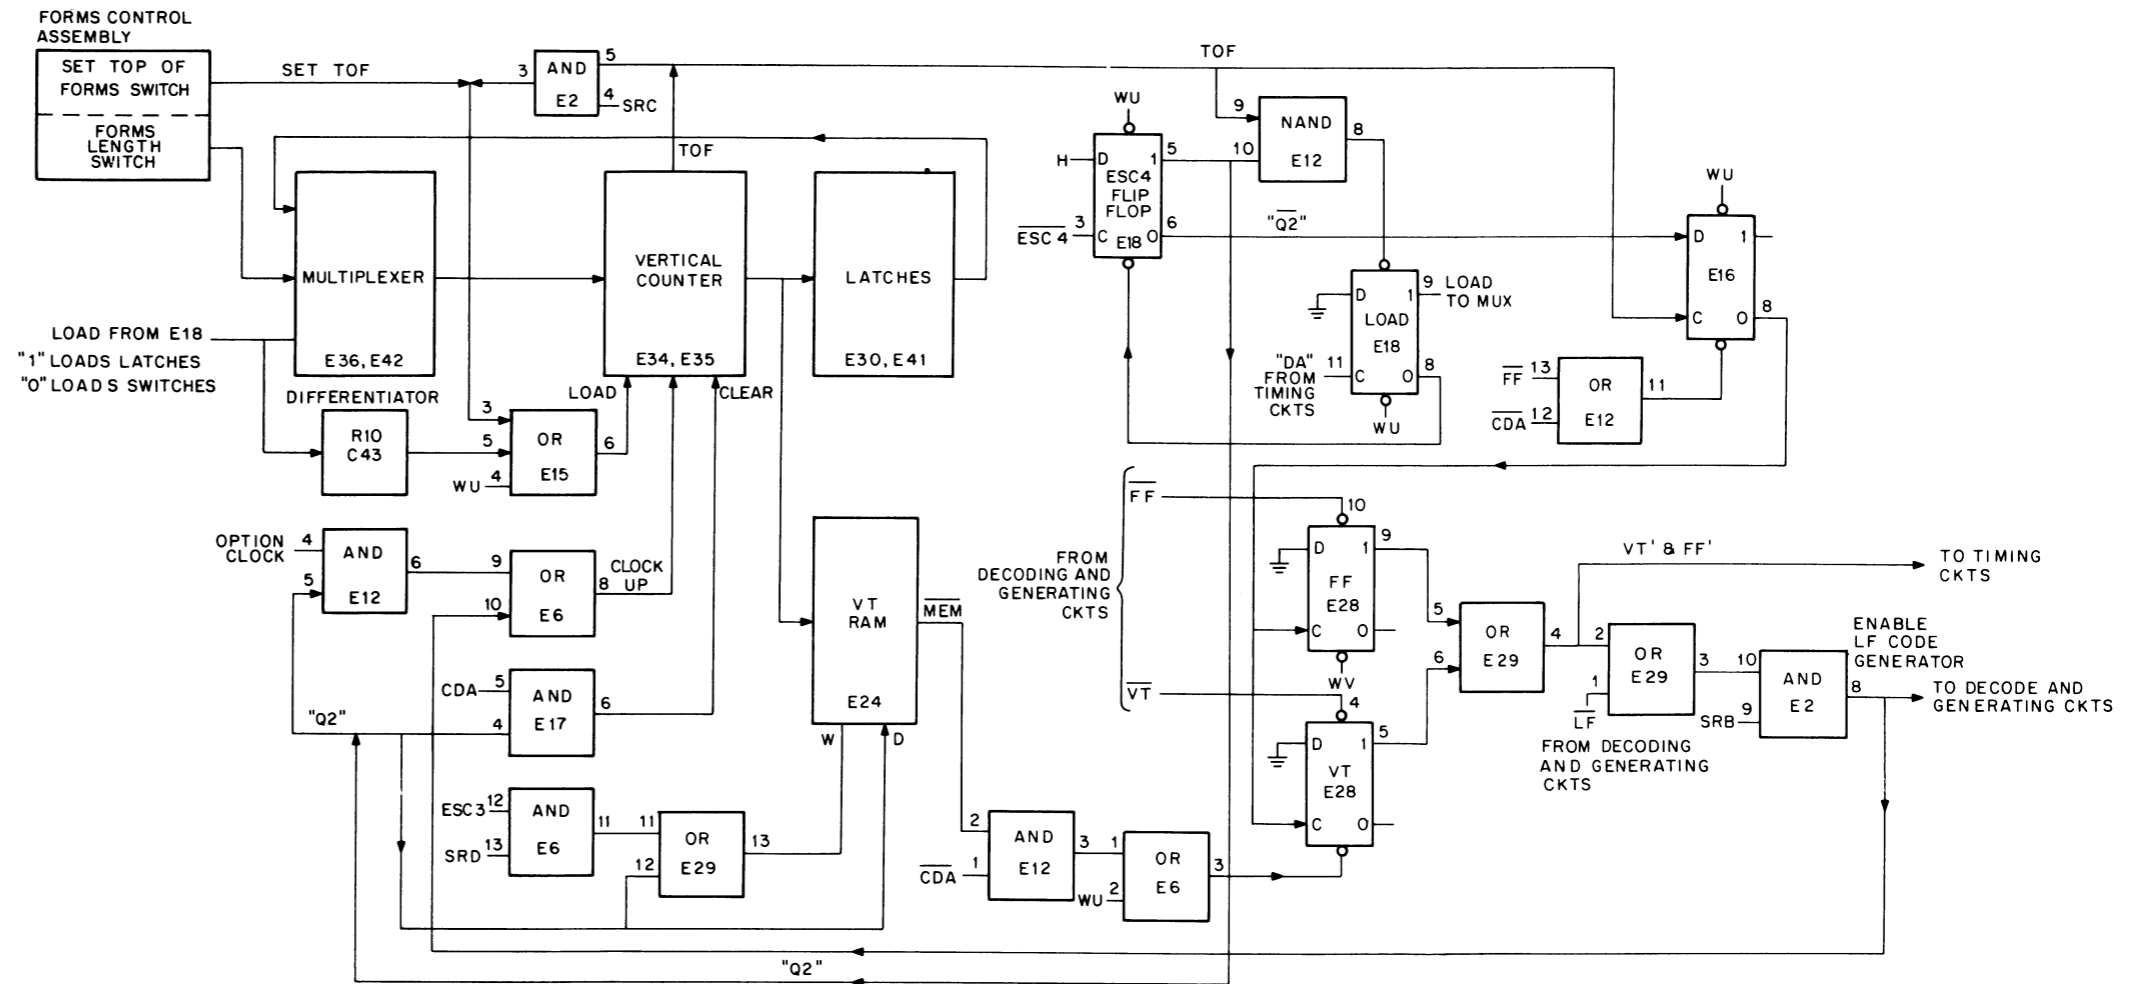 FORMS CONTROL
ASSEMBLY
SET TOP OF
FORMS SWITCH
FORMS
LENGTH
SWITCH
SET TOF
3
AND
E2
5
4
SRC
TOF
TOF
MULTIPLEXER
E36, E42
VERTICAL
COUNTER
E34, E35
LATCHES
E30, E41
LOAD FROM E18
"1" LOADS LATCHES
"0" LOADS SWITCHES
DIFFERENTIATOR
R10
C43
3
5
WU 4
OR
E15
6
LOAD
CLEAR
OPTION
CLOCK
4
5
AND
E12
6
9
10
OR
E6
8
CLOCK
UP
CDA 5
4
AND
E17
6
"Q2"
ESC3 12
SRD 13
AND
E6
11
11
12
OR
E29
13
VT
RAM
E24
W
D
M̅E̅M̅
2
1
C̅D̅A̅
AND
E12
3
1
WU 2
OR
E6
3
"Q2"
WU
H
D 1
ESC4
FLIP
FLOP
C E18 0
E̅S̅C̅ ̅4̅ 3
5
6
10
9
NAND
E12
8
"Q̅2̅"
D 1
LOAD
E18
C 0
9 LOAD
TO MUX
"DA"
FROM
TIMING
CKTS
11
8
WU
WU
D 1
E16
C 0
8
F̅F̅ 13
C̅D̅A̅ 12
OR
E12
11
FROM
DECODING AND
GENERATING
CKTS
F̅F̅
10
D 1
FF
E28
C 0
9
WV
V̅T̅
4
D 1
VT
E28
C 0
5
5
6
OR
E29
4
VT' & FF'
TO TIMING
CKTS
2
1
L̅F̅
OR
E29
3
FROM DECODING
AND GENERATING
CKTS
10
9
SRB
AND
E2
8
ENABLE
LF CODE
GENERATOR
TO DECODE AND
GENERATING CKTS